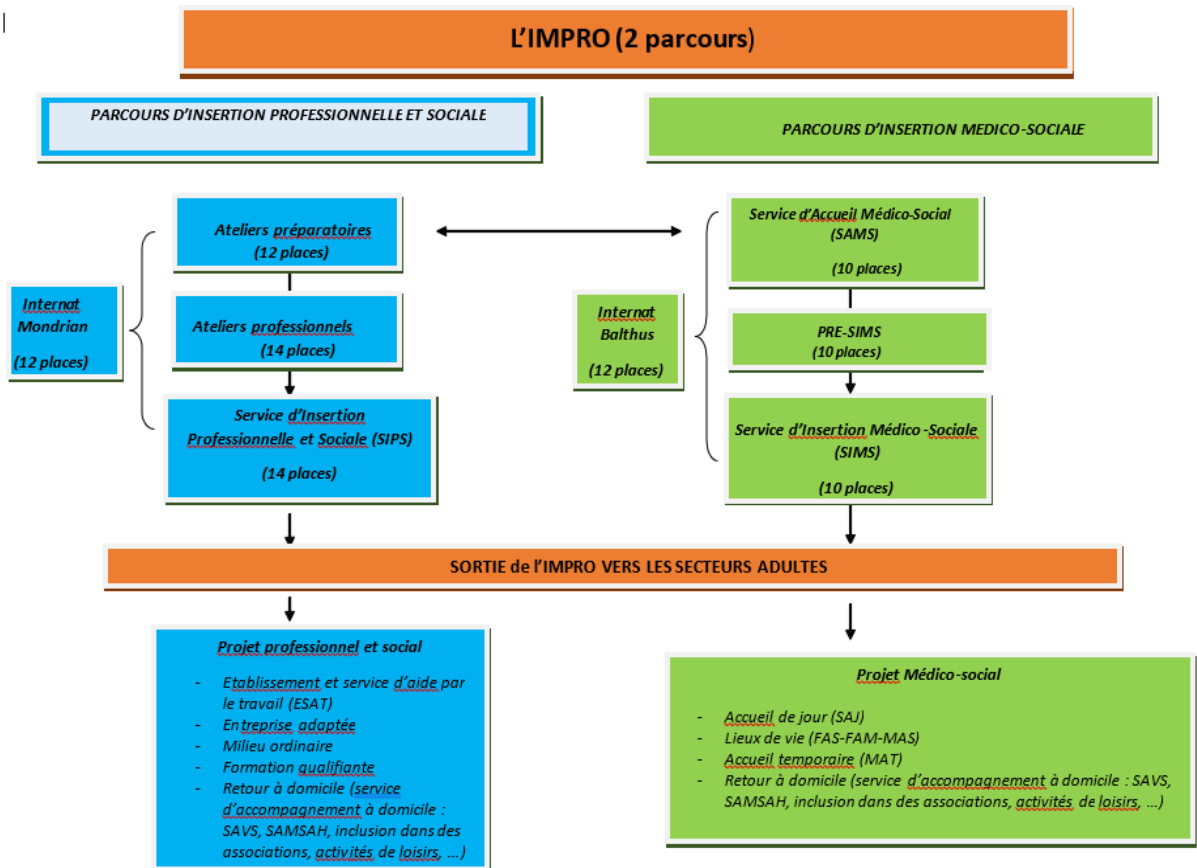 L'IMPRO (2 parcours)
PARCOURS D'INSERTION PROFESSIONNELLE ET SOCIALE
PARCOURS D'INSERTION MEDICO-SOCIALE
Ateliers préparatoires
(12 places)
Service d'Accueil Médico-Social
(SAMS)
(10 places)
Internat
Mondrian
(12 places)
Ateliers professionnels
(14 places)
Internat
Balthus
(12 places)
PRE-SIMS
(10 places)
Service d'Insertion
Professionnelle et Sociale (SIPS)
(14 places)
Service d'Insertion Médico-Sociale
(SIMS)
(10 places)
SORTIE de l'IMPRO VERS LES SECTEURS ADULTES
Projet professionnel et social
- Etablissement et service d'aide par
le travail (ESAT)
- Entreprise adaptée
- Milieu ordinaire
- Formation qualifiante
- Retour à domicile (service
d'accompagnement à domicile :
SAVS, SAMSAH, inclusion dans des
associations, activités de loisirs, ...)
Projet Médico-social
- Accueil de jour (SAJ)
- Lieux de vie (FAS-FAM-MAS)
- Accueil temporaire (MAT)
- Retour à domicile (service d'accompagnement à domicile : SAVS,
SAMSAH, inclusion dans des associations, activités de loisirs, ...)